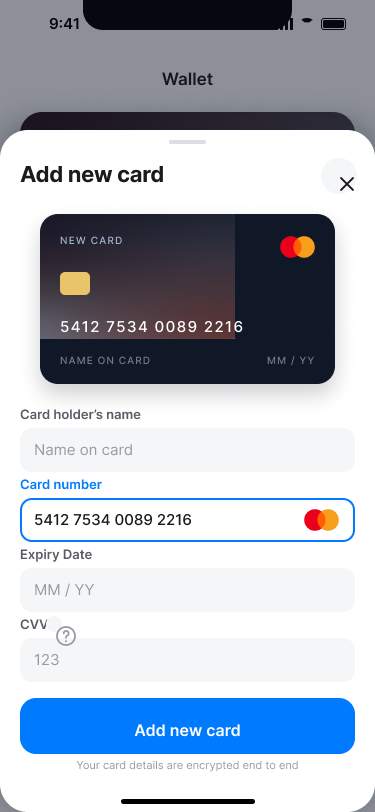 9:41
Wallet
Add new card
NEW CARD
5412 7534 0089 2216
NAME ON CARD
MM / YY
Card holder’s name
Name on card
Card number
5412 7534 0089 2216
Expiry Date
MM / YY
CVV
?
123
Add new card
Your card details are encrypted end to end